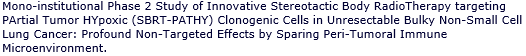 Mono-institutional Phase 2 Study of Innovative Stereotactic Body RadioTherapy targeting
PArtial Tumor HYpoxic (SBRT-PATHY) Clonogenic Cells in Unresectable Bulky Non-Small Cell
Lung Cancer: Profound Non-Targeted Effects by Sparing Peri-Tumoral Immune
Microenvironment.